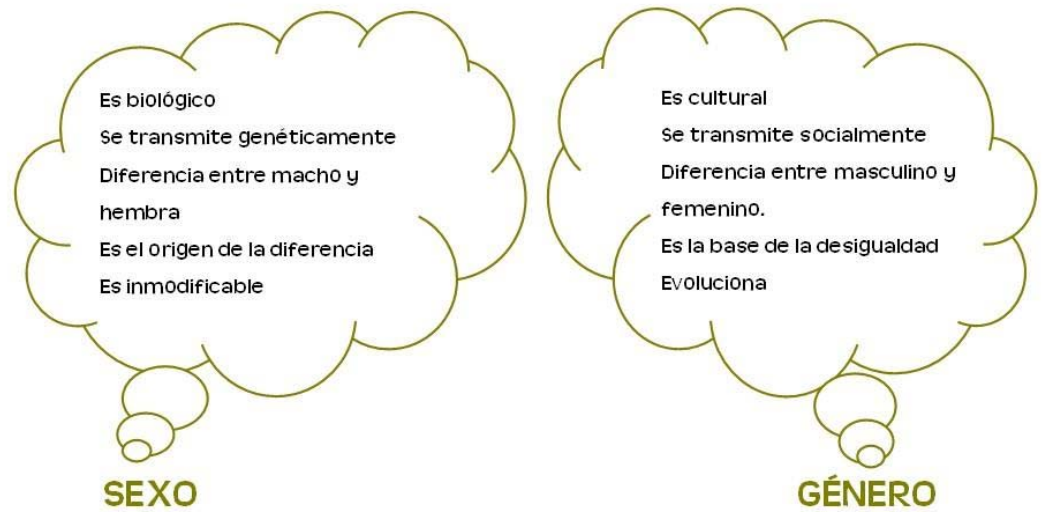 Es biológico
Se transmite genéticamente
Diferencia entre macho y
hembra
Es el origen de la diferencia
Es inmodificable
SEXO
Es cultural
Se transmite socialmente
Diferencia entre masculino y
femenino.
Es la base de la desigualdad
Evoluciona
GÉNERO